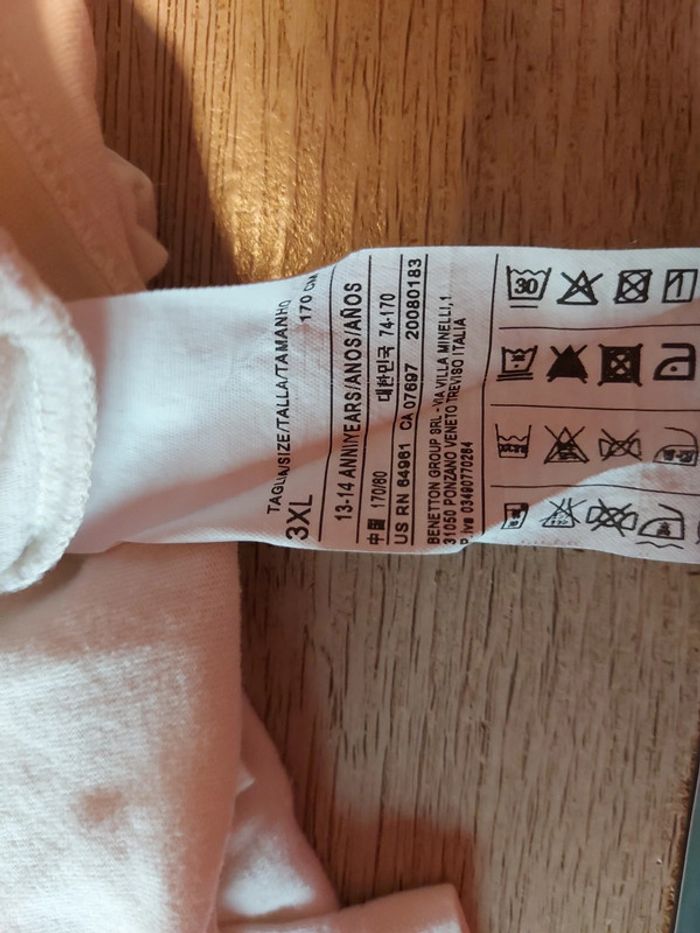 TAGLIA/SIZE/TALLA/TAMANHO
3XL 170 CM
13-14 ANNI/YEARS/ANOS/AÑOS
中国 170/80 대한민국 74-170
US RN 64961 CA 07697 20080183
BENETTON GROUP SRL - VIA VILLA MINELLI,1
31050 PONZANO VENETO TREVISO ITALIA
P.Iva 03490770264
30